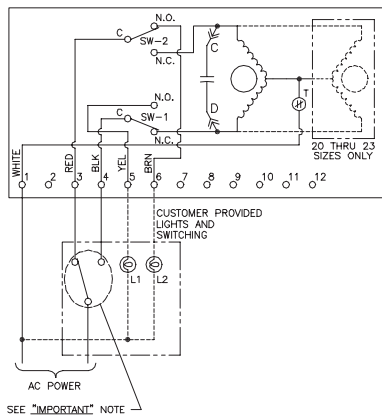 N.O.
C
SW-2
N.C.
C
D
T
N.O.
C
SW-1
N.C.
20 THRU 23
SIZES ONLY
WHITE
RED
BLK
YEL
BRN
1 2 3 4 5 6 7 8 9 10 11 12
CUSTOMER PROVIDED
LIGHTS AND
SWITCHING
L1 L2
AC POWER
SEE "IMPORTANT" NOTE